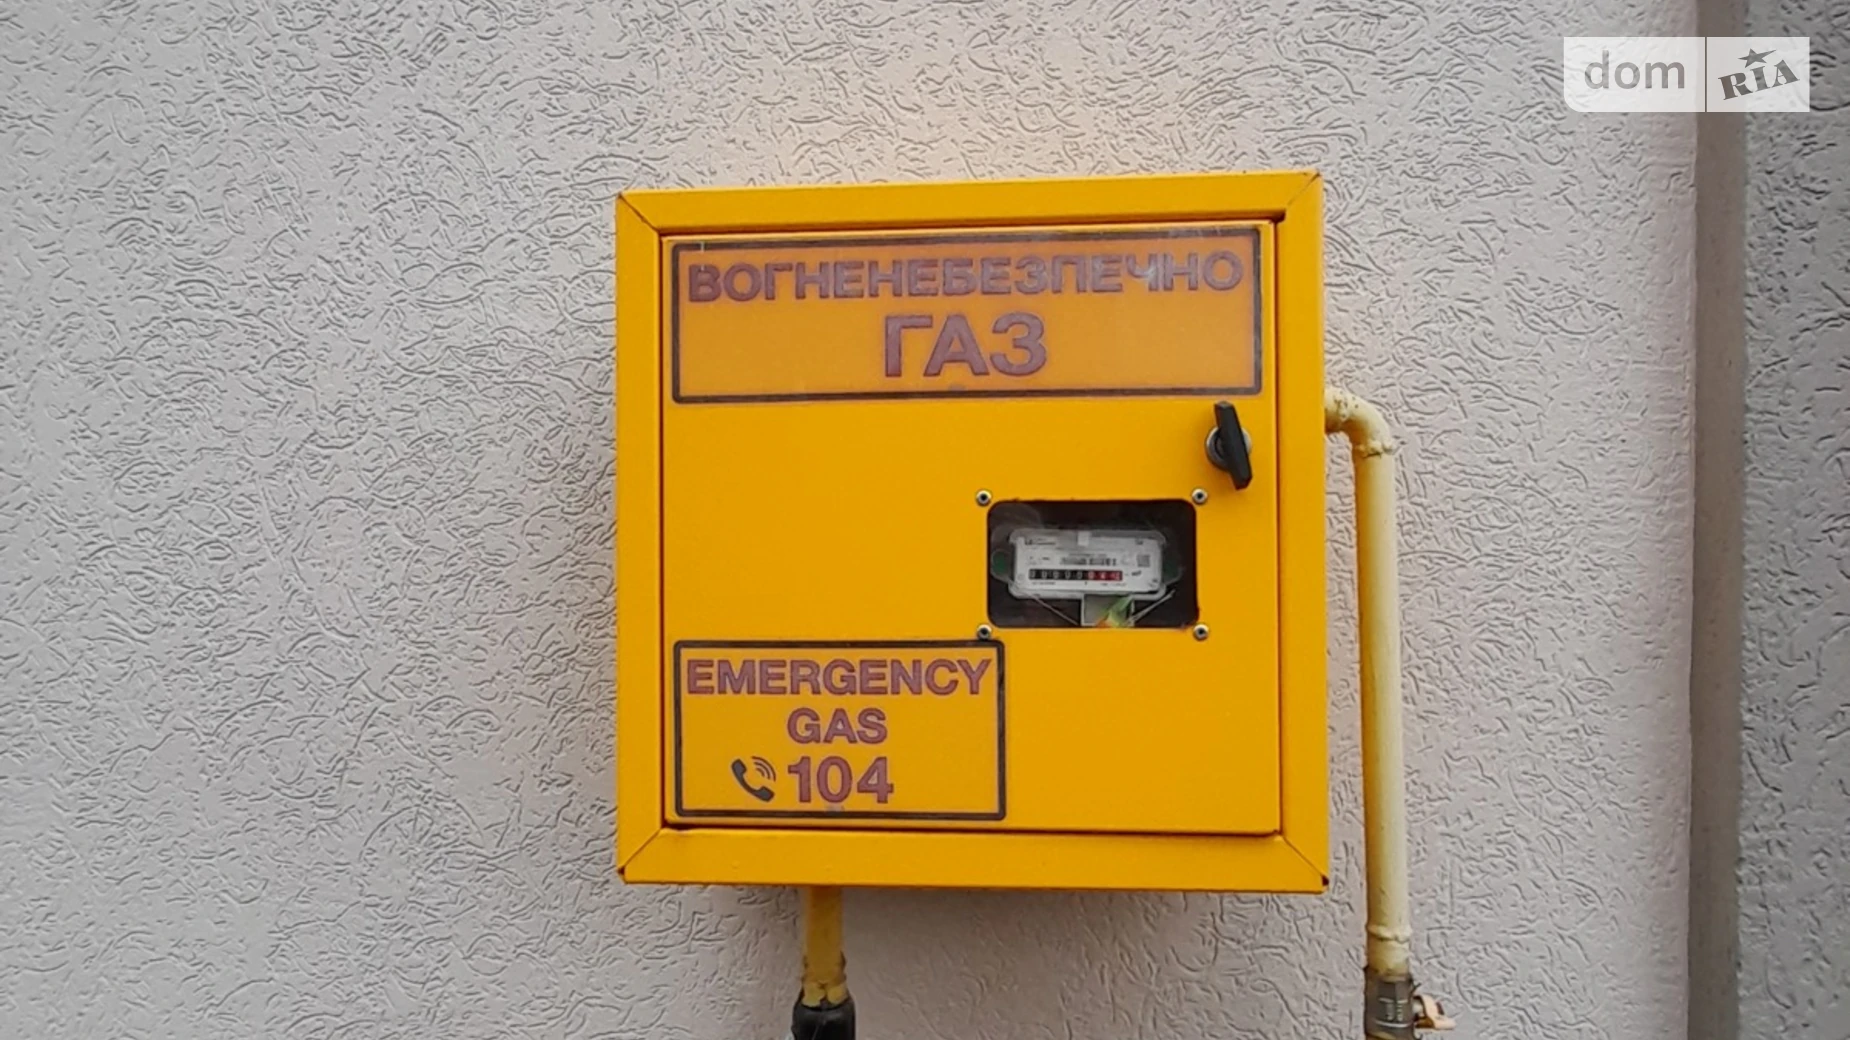 dom RIA
ВОГНЕНЕБЕЗПЕЧНО
ГАЗ
EMERGENCY
GAS
104